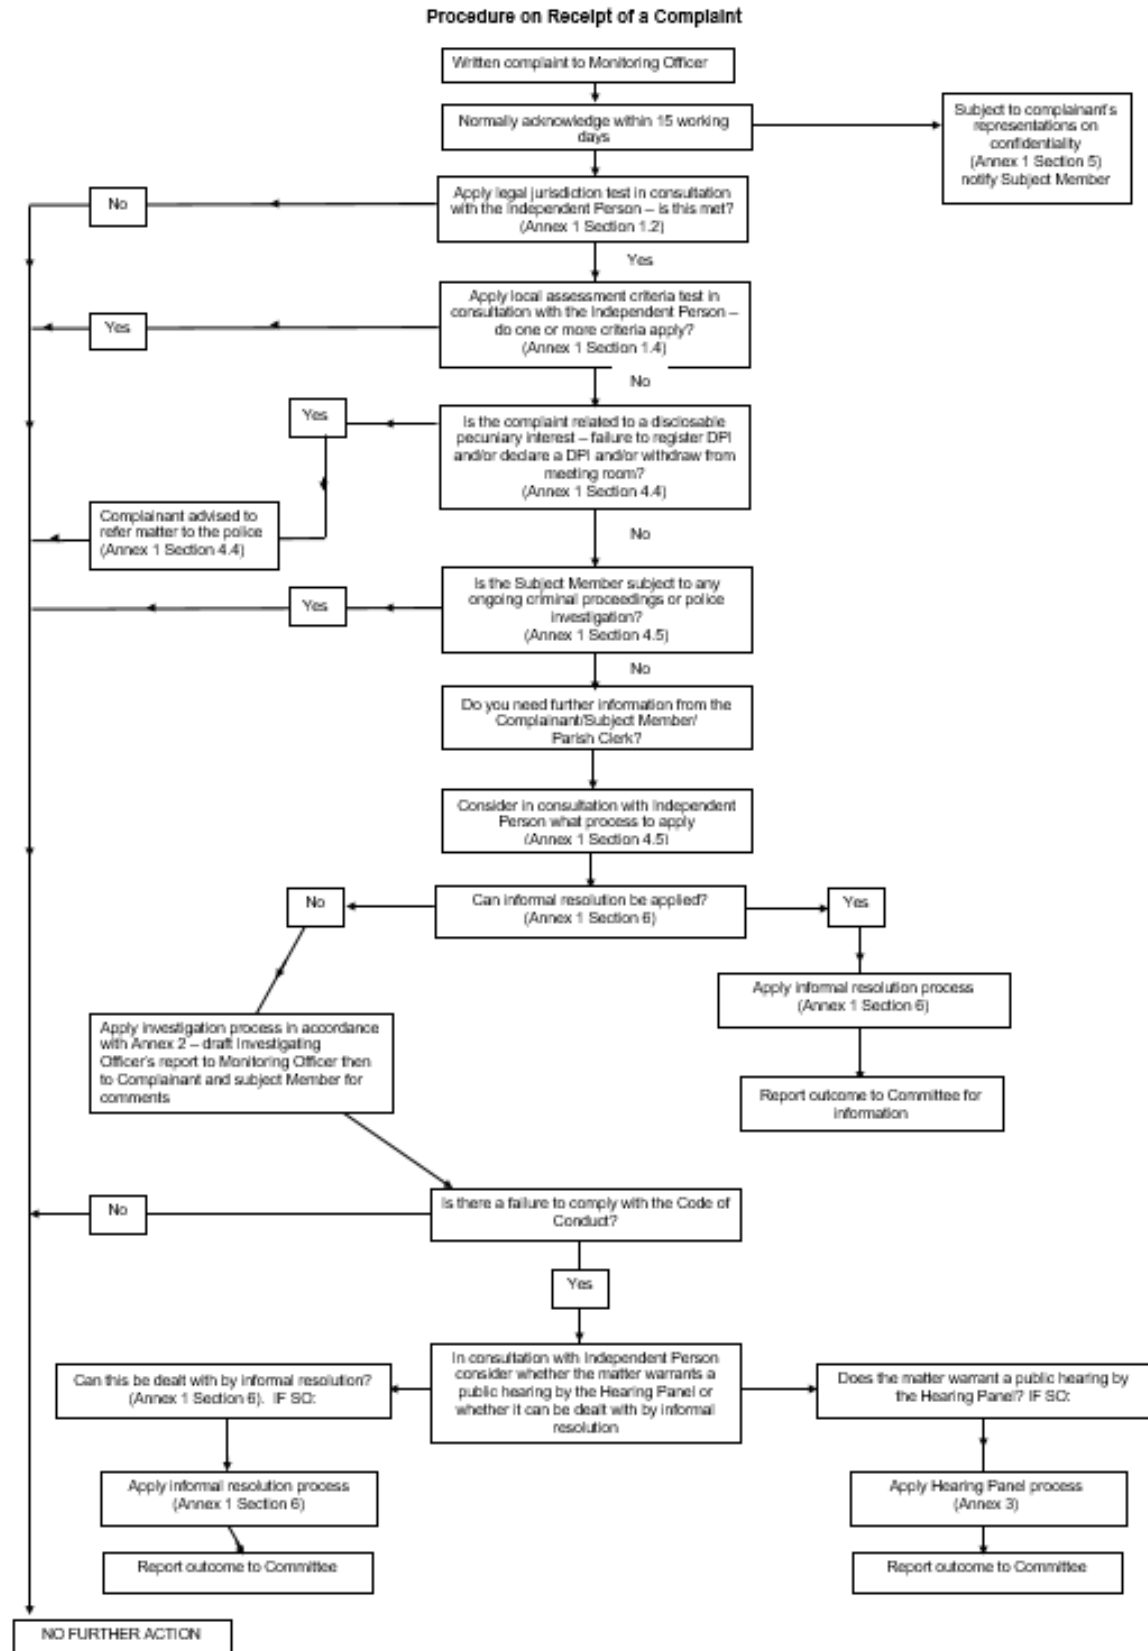 Procedure on Receipt of a Complaint
Written complaint to Monitoring Officer
Normally acknowledge within 15 working
days
Subject to complainant's
representations on
confidentiality
(Annex 1 Section 5)
notify Subject Member
No
Apply legal jurisdiction test in consultation
with the Independent Person – is this met?
(Annex 1 Section 1.2)
Yes
Apply local assessment criteria test in
consultation with the Independent Person –
do one or more criteria apply?
(Annex 1 Section 1.4)
Yes
No
Yes
Is the complaint related to a disclosable
pecuniary interest – failure to register DPI
and/or declare a DPI and/or withdraw from
meeting room?
(Annex 1 Section 4.4)
Complainant advised to
refer matter to the police
(Annex 1 Section 4.4)
No
Is the Subject Member subject to any
ongoing criminal proceedings or police
investigation?
(Annex 1 Section 4.5)
Yes
No
Do you need further information from the
Complainant/Subject Member/
Parish Clerk?
Consider in consultation with Independent
Person what process to apply
(Annex 1 Section 4.5)
No
Can informal resolution be applied?
(Annex 1 Section 6)
Yes
Apply informal resolution process
(Annex 1 Section 6)
Apply investigation process in accordance
with Annex 2 – draft Investigating
Officer's report to Monitoring Officer then
to Complainant and subject Member for
comments
Report outcome to Committee for
information
No
Is there a failure to comply with the Code of
Conduct?
Yes
In consultation with Independent Person
consider whether the matter warrants a
public hearing by the Hearing Panel or
whether it can be dealt with by informal
resolution
Can this be dealt with by informal resolution?
(Annex 1 Section 6). IF SO:
Does the matter warrant a public hearing by
the Hearing Panel? IF SO:
Apply informal resolution process
(Annex 1 Section 6)
Apply Hearing Panel process
(Annex 3)
Report outcome to Committee
Report outcome to Committee
NO FURTHER ACTION